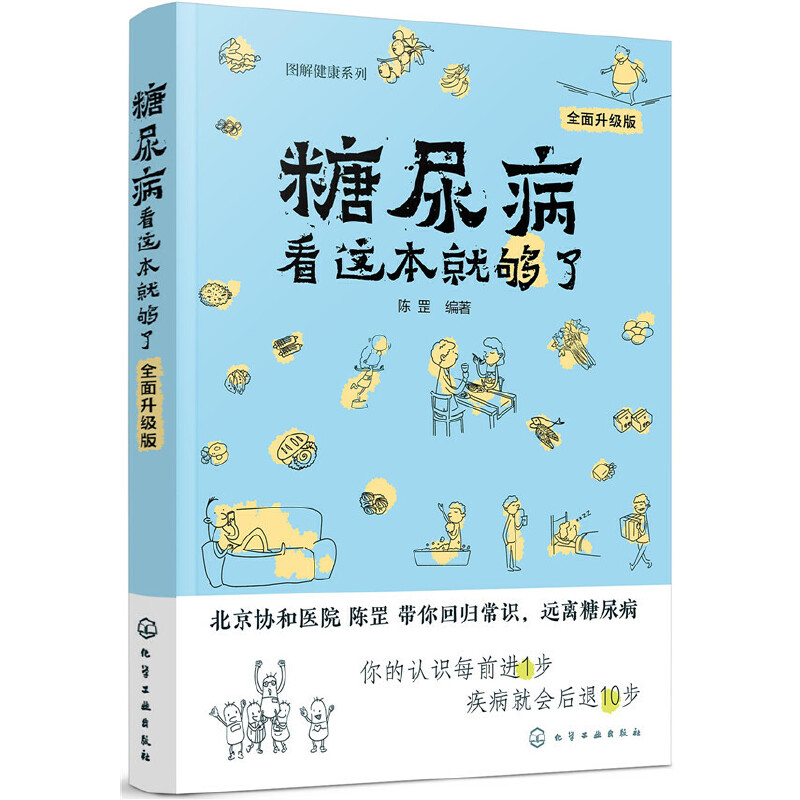 图解健康系列
全面升级版
糖尿病
看这本就够了
陈罡 编著
zzz
北京协和医院 陈罡 带你回归常识，远离糖尿病
你的认识每前进1步
疾病就会后退10步
化学工业出版社
糖尿病看这本就够了
全面升级版
化学工业出版社